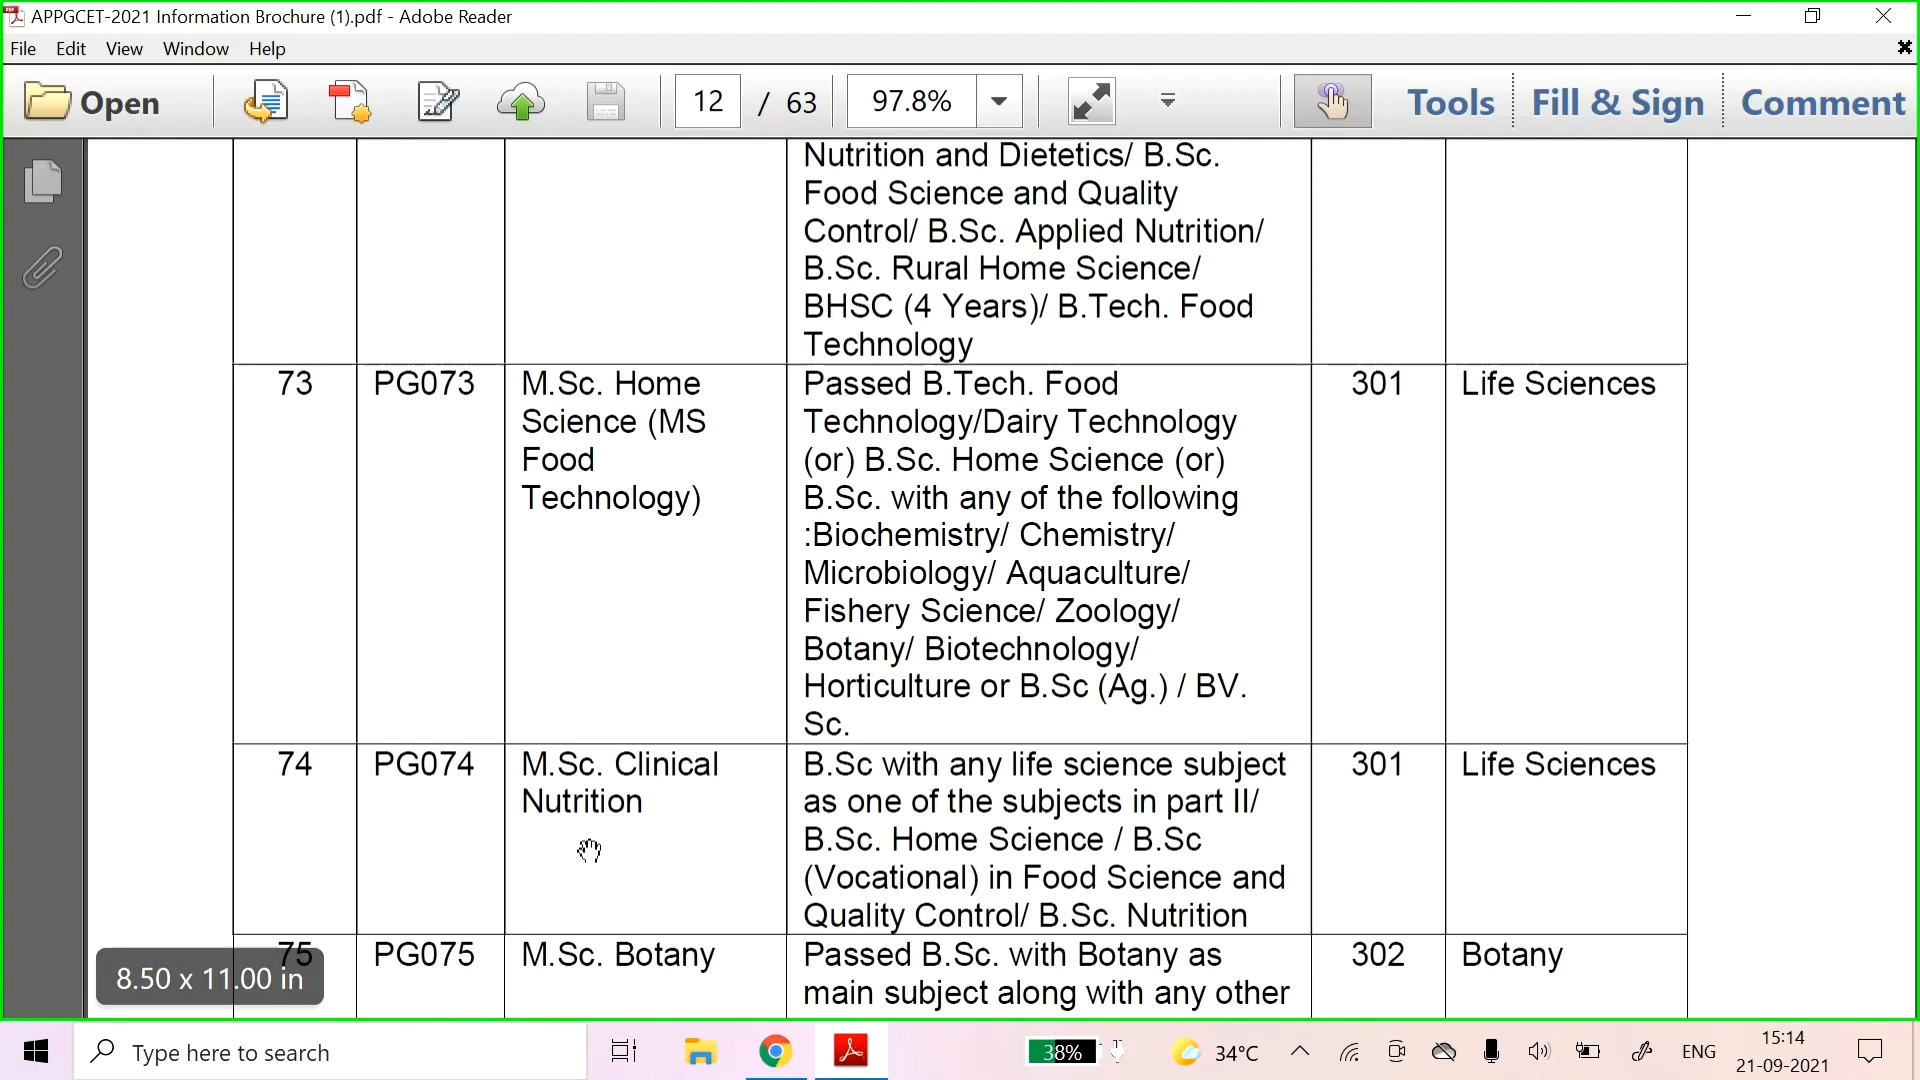 APPGCET-2021 Information Brochure (1).pdf - Adobe Reader
File Edit View Window Help
Open 12 / 63 97.8% Tools Fill & Sign Comment
Nutrition and Dietetics/ B.Sc.
Food Science and Quality
Control/ B.Sc. Applied Nutrition/
B.Sc. Rural Home Science/
BHSC (4 Years)/ B.Tech. Food
Technology
73 PG073 M.Sc. Home Passed B.Tech. Food 301 Life Sciences
Science (MS Technology/Dairy Technology
Food (or) B.Sc. Home Science (or)
Technology) B.Sc. with any of the following
:Biochemistry/ Chemistry/
Microbiology/ Aquaculture/
Fishery Science/ Zoology/
Botany/ Biotechnology/
Horticulture or B.Sc (Ag.) / BV.
Sc.
74 PG074 M.Sc. Clinical B.Sc with any life science subject 301 Life Sciences
Nutrition as one of the subjects in part II/
B.Sc. Home Science / B.Sc
(Vocational) in Food Science and
Quality Control/ B.Sc. Nutrition
75 PG075 M.Sc. Botany Passed B.Sc. with Botany as 302 Botany
main subject along with any other
8.50 x 11.00 in
Type here to search 38% 34°C ENG 15:14
21-09-2021